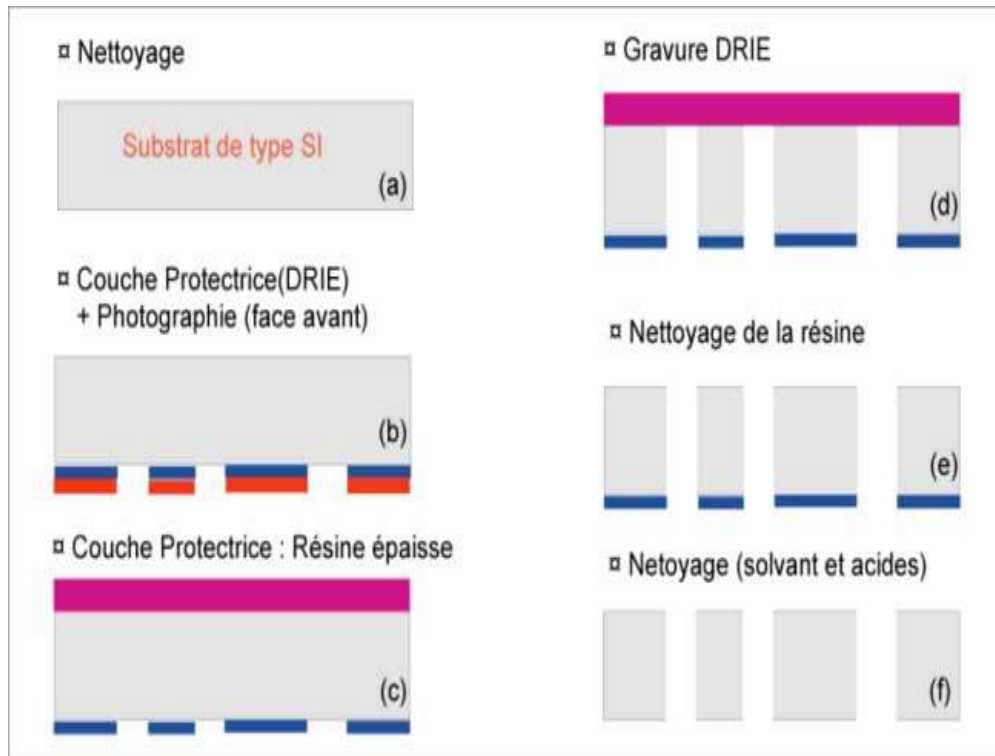 ¤ Nettoyage
Substrat de type SI
(a)
¤ Couche Protectrice(DRIE)
+ Photographie (face avant)
(b)
¤ Couche Protectrice : Résine épaisse
(c)
¤ Gravure DRIE
(d)
¤ Nettoyage de la résine
(e)
¤ Netoyage (solvant et acides)
(f)